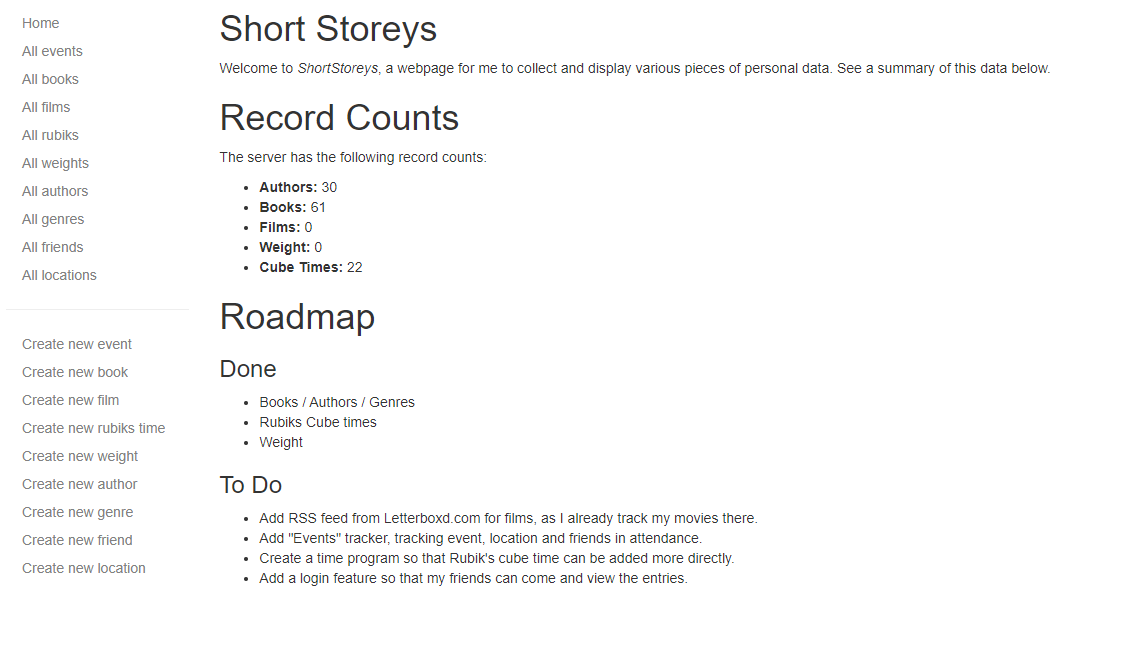 Home
All events
All books
All films
All rubiks
All weights
All authors
All genres
All friends
All locations
Create new event
Create new book
Create new film
Create new rubiks time
Create new weight
Create new author
Create new genre
Create new friend
Create new location
Short Storeys
Welcome to ShortStoreys, a webpage for me to collect and display various pieces of personal data. See a summary of this data below.
Record Counts
The server has the following record counts:
Authors: 30
Books: 61
Films: 0
Weight: 0
Cube Times: 22
Roadmap
Done
Books / Authors / Genres
Rubiks Cube times
Weight
To Do
Add RSS feed from Letterboxd.com for films, as I already track my movies there.
Add "Events" tracker, tracking event, location and friends in attendance.
Create a time program so that Rubik's cube time can be added more directly.
Add a login feature so that my friends can come and view the entries.